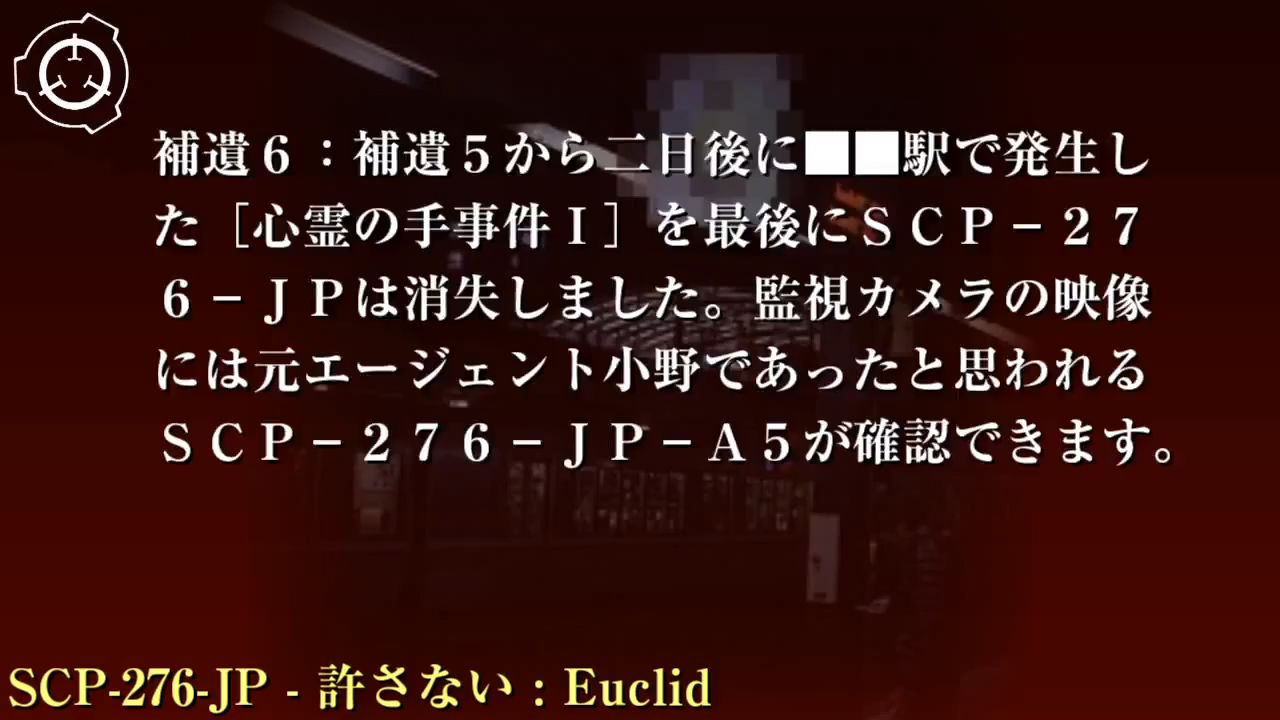 補遺６：補遺５から二日後に■■駅で発生し
た［心霊の手事件Ⅰ］を最後にＳＣＰ－２７
６－ＪＰは消失しました。監視カメラの映像
には元エージェント小野であったと思われる
ＳＣＰ－２７６－ＪＰ－Ａ５が確認できます。
SCP-276-JP - 許さない : Euclid